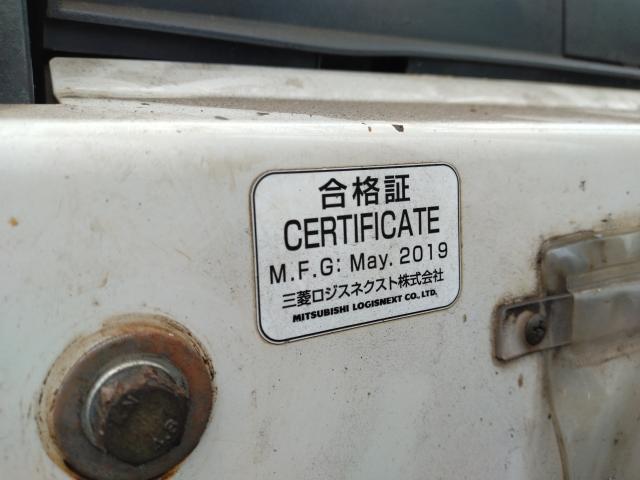 合格証
CERTIFICATE
M.F.G: May. 2019
三菱ロジスネクスト株式会社
MITSUBISHI LOGISNEXT CO., LTD.